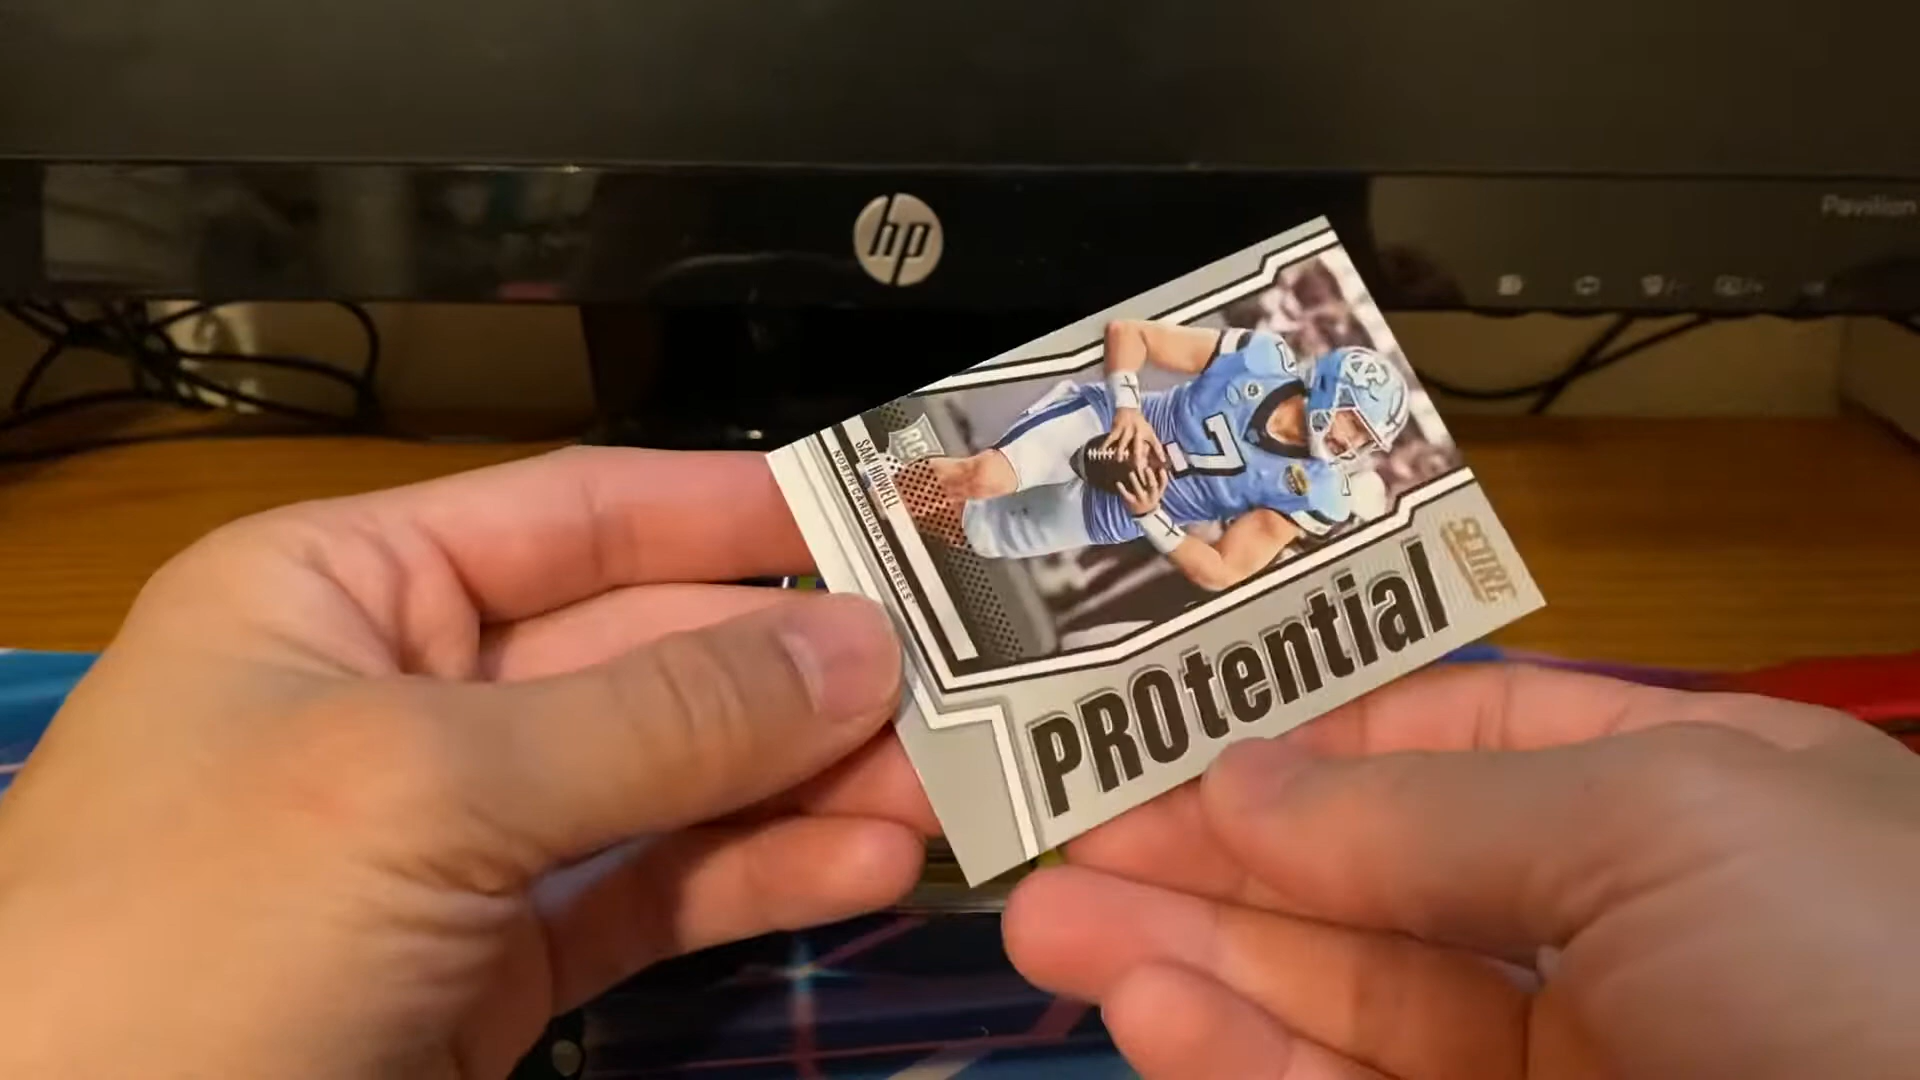 hp
Pavilion
RC
SAM HOWELL
NORTH CAROLINA TAR HEELS
7
SCORE
PROtential